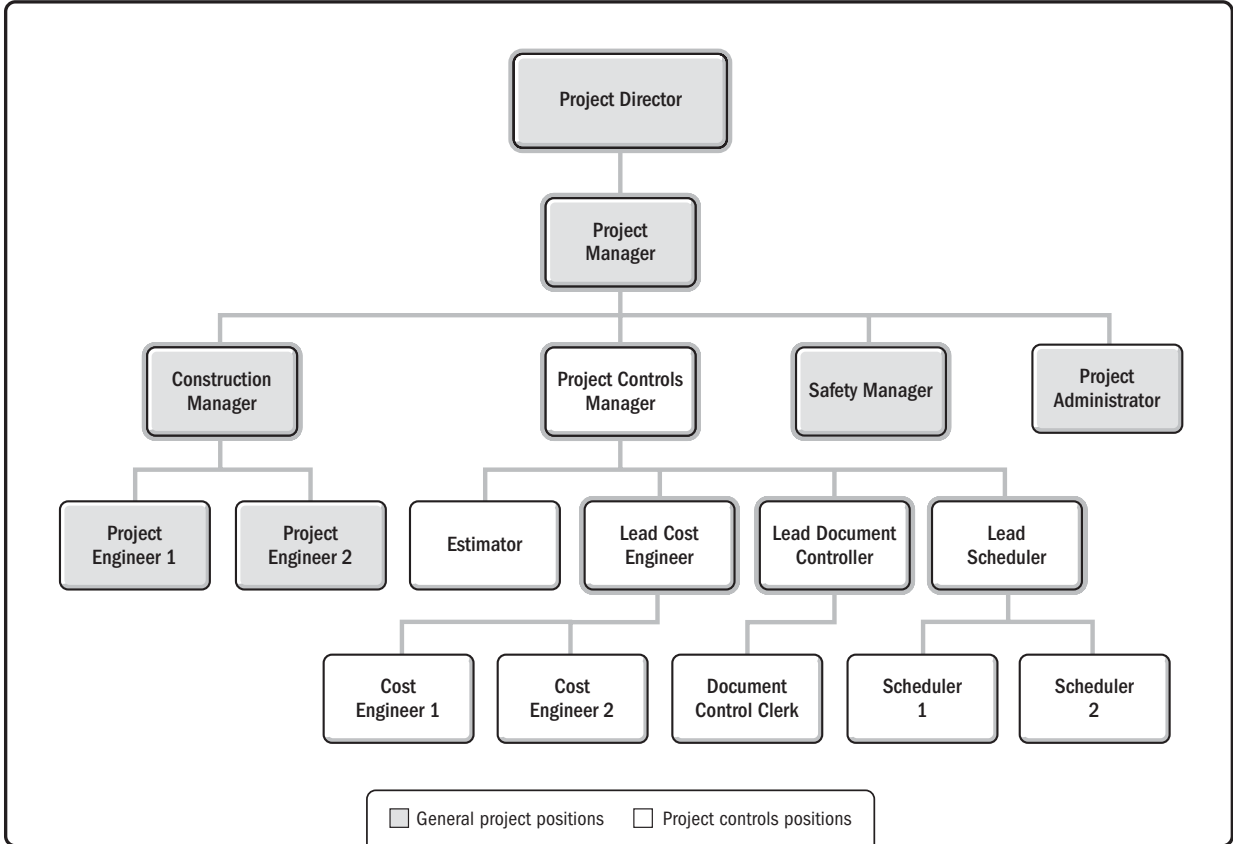 Project Director
Project
Manager
Construction
Manager
Project Controls
Manager
Safety Manager
Project
Administrator
Project
Engineer 1
Project
Engineer 2
Estimator
Lead Cost
Engineer
Lead Document
Controller
Lead
Scheduler
Cost
Engineer 1
Cost
Engineer 2
Document
Control Clerk
Scheduler
1
Scheduler
2
General project positions
Project controls positions